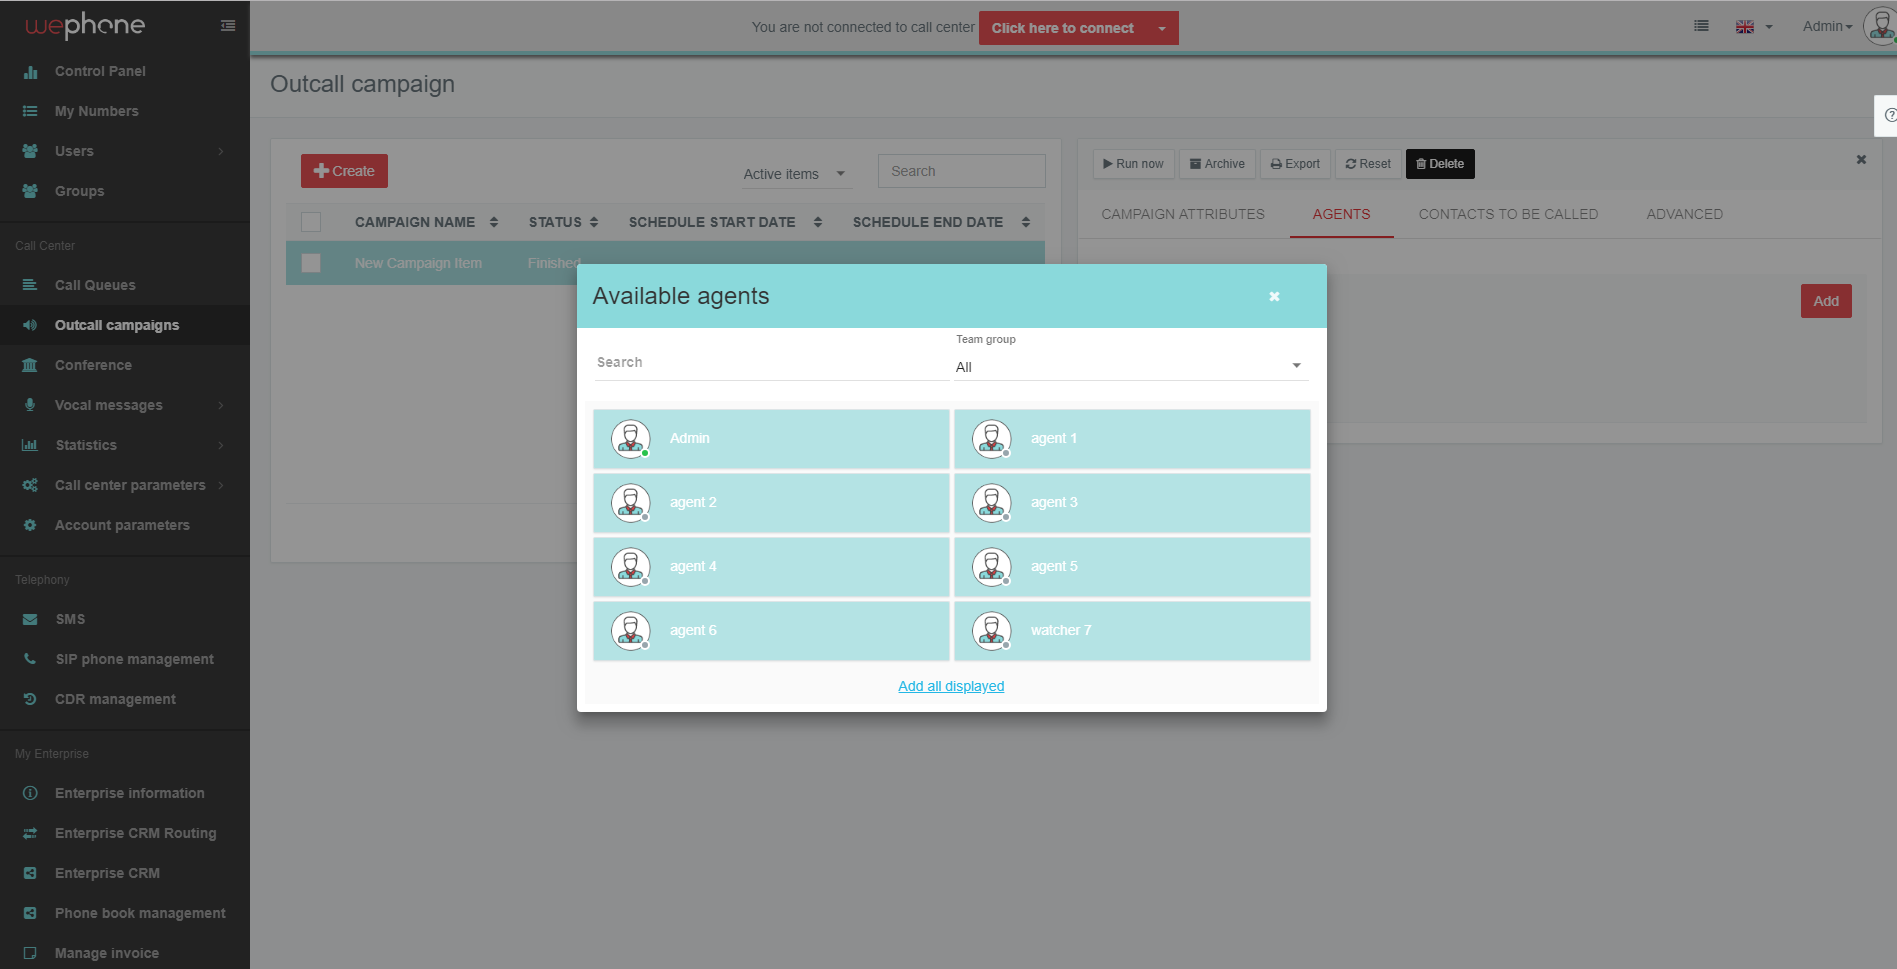 wephone
Control Panel
My Numbers
Users
Groups
Call Center
Call Queues
Outcall campaigns
Conference
Vocal messages
Statistics
Call center parameters
Account parameters
Telephony
SMS
SIP phone management
CDR management
My Enterprise
Enterprise information
Enterprise CRM Routing
Enterprise CRM
Phone book management
Manage invoice
You are not connected to call center Click here to connect
Admin
Outcall campaign
Create
Active items
Search
CAMPAIGN NAME STATUS SCHEDULE START DATE SCHEDULE END DATE
New Campaign Item Finished
Run now Archive Export Reset Delete
CAMPAIGN ATTRIBUTES AGENTS CONTACTS TO BE CALLED ADVANCED
Add
Available agents
Search
Team group
All
Admin agent 1
agent 2 agent 3
agent 4 agent 5
agent 6 watcher 7
Add all displayed